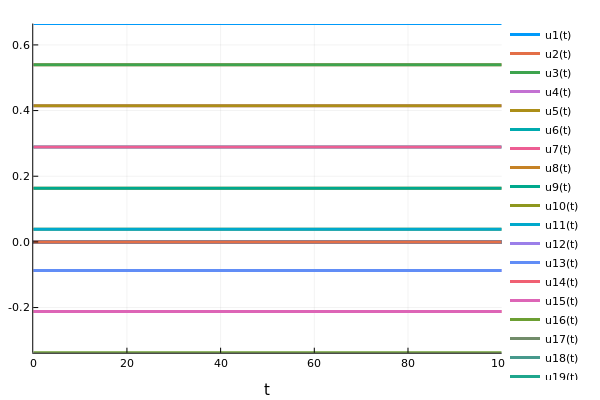 0.6
0.4
0.2
0.0
-0.2
0
20
40
60
80
10
t
u1(t)
u2(t)
u3(t)
u4(t)
u5(t)
u6(t)
u7(t)
u8(t)
u9(t)
u10(t)
u11(t)
u12(t)
u13(t)
u14(t)
u15(t)
u16(t)
u17(t)
u18(t)
u19(t)